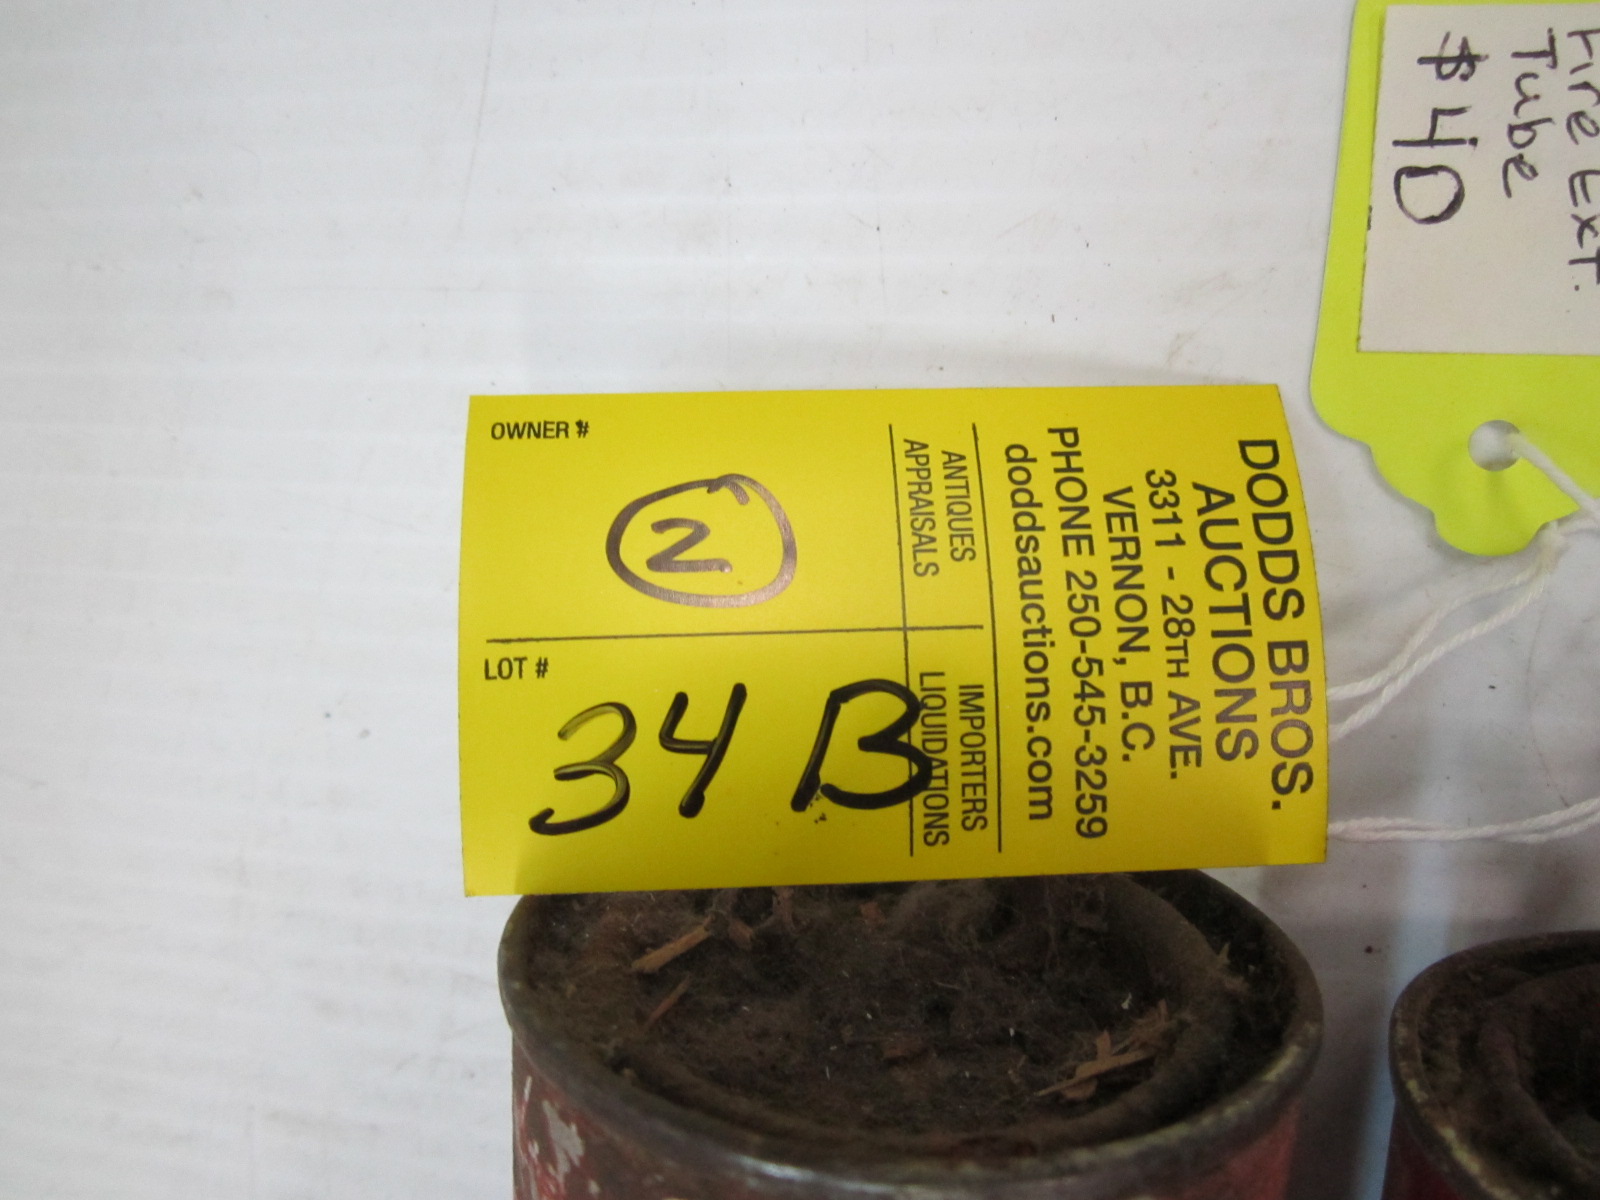 DODDS BROS.
AUCTIONS
3311 - 28TH AVE.
VERNON, B.C.
PHONE 250-545-3259
doddsauctions.com
ANTIQUES
APPRAISALS
IMPORTERS
LIQUIDATIONS
OWNER #
2
LOT #
34 B
Fire Ext.
Tube
$40